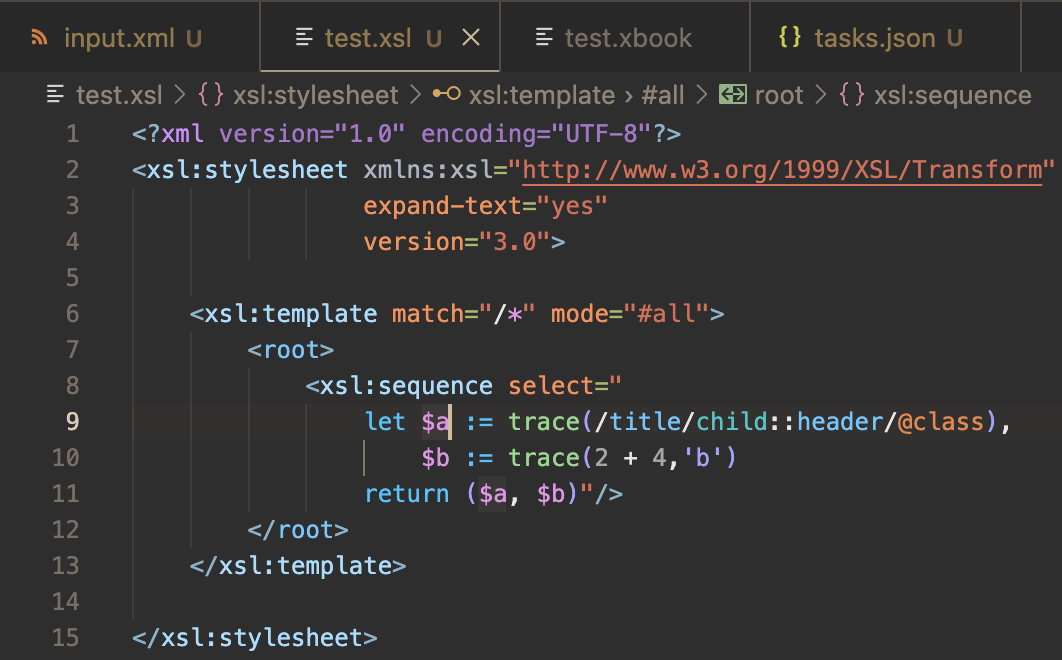 input.xml U test.xsl U × test.xbook {} tasks.json U
test.xsl > {} xsl:stylesheet > xsl:template › #all > root > {} xsl:sequence
1 <?xml version="1.0" encoding="UTF-8"?>
2 <xsl:stylesheet xmlns:xsl="http://www.w3.org/1999/XSL/Transform"
3 expand-text="yes"
4 version="3.0">
5
6 <xsl:template match="/*" mode="#all">
7 <root>
8 <xsl:sequence select="
9 let $a := trace(/title/child::header/@class),
10 $b := trace(2 + 4,'b')
11 return ($a, $b)"/>
12 </root>
13 </xsl:template>
14
15 </xsl:stylesheet>